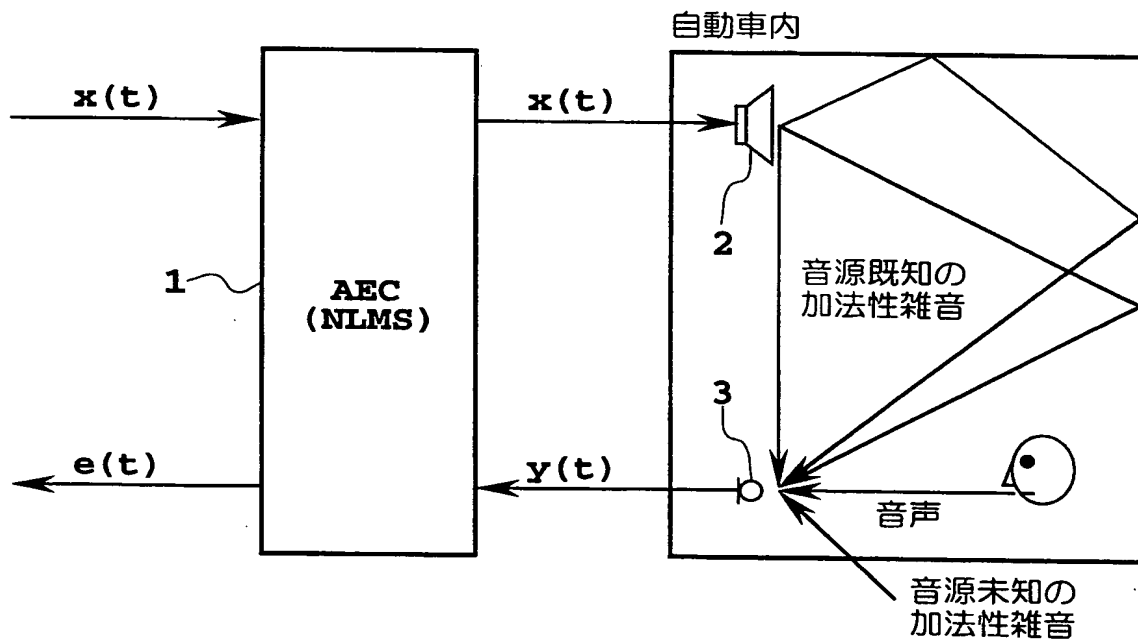 自動車内
x(t)
x(t)
2
音源既知の
加法性雑音
1
AEC
(NLMS)
3
e(t)
y(t)
音声
音源未知の
加法性雑音